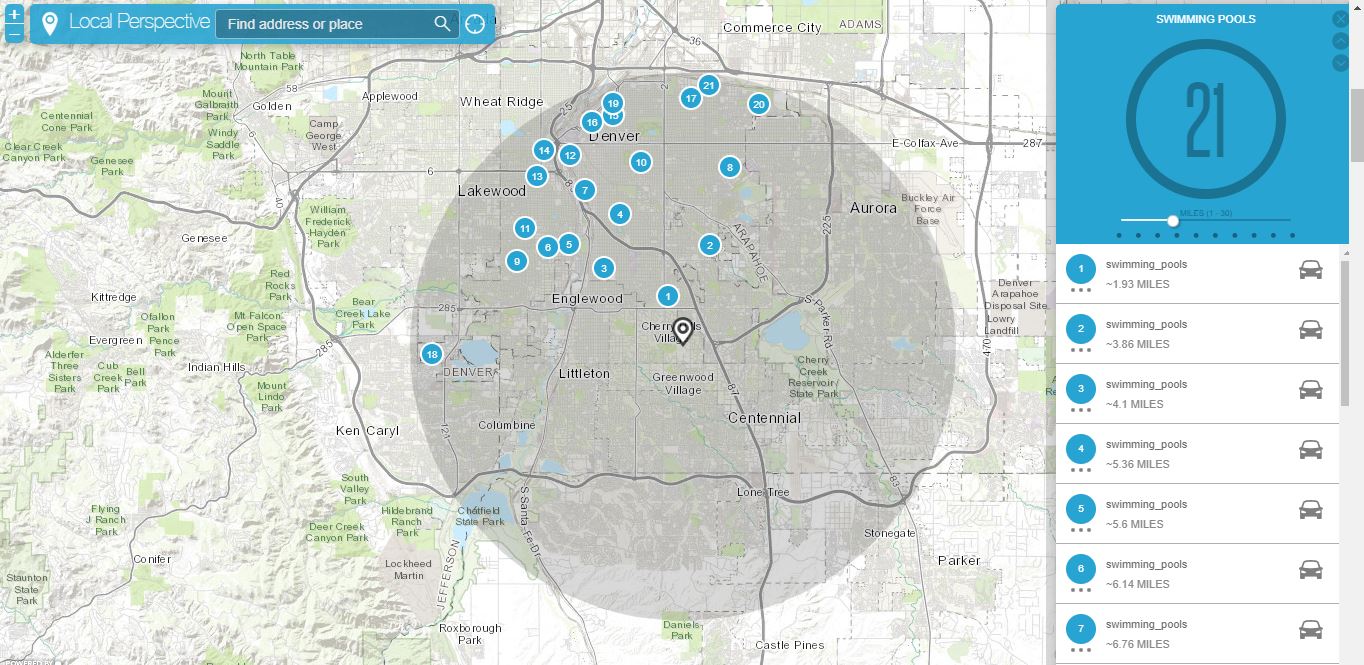 +
−
Local Perspective
Find address or place
Commerce City
ADAMS
36
North Table
Mountain Park
58
Applewood
Mount
Galbraith
Park
Golden
Wheat Ridge
25
2
21
17
20
19
15
16
Denver
Centennial
Cone Park
Camp
George
West
Windy
Saddle
Park
Clear Creek
Canyon Park
Genesee
Park
14
12
10
8
E-Colfax-Ave
287
6
13
Lakewood
7
40
William
Frederick
Hayden
Park
Genesee
4
Aurora
Buckley Air
Force
Base
225
11
6
5
2
ARAPAHOE
9
3
Red
Rocks
Park
1
Kittredge
Bear
Creek Lake
Park
285
Englewood
Cherry Hills
Village
S-Parker-Rd
Denver
Arapahoe
Disposal Site
Lowry
Landfill
Ofallon
Park
Pence
Park
Mt Falcon
Open Space
Park
Evergreen
285
Alderfer
Three
Sisters
Park
Cub
Creek
Park
Bell
Park
Indian Hills
18
DENVER
Littleton
Greenwood
Village
Cherry
Creek
Reservoir
State Park
470
Mount
Lindo
Park
87
Centennial
Ken Caryl
121
Columbine
South
Valley
Park
83
Lone Tree
Hildebrand
Ranch
Park
Chatfield
State Park
S Santa-Fe-Dr
Flying
J Ranch
Park
Deer Creek
Canyon Park
Stonegate
Conifer
Lockheed
Martin
JEFFERSON
Parker
Staunton
State
Park
Roxborough
Park
Daniels
Park
Castle Pines
POWERED BY
SWIMMING POOLS
21
MILES (1 - 30)
1
swimming_pools
~1.93 MILES
2
swimming_pools
~3.86 MILES
3
swimming_pools
~4.1 MILES
4
swimming_pools
~5.36 MILES
5
swimming_pools
~5.6 MILES
6
swimming_pools
~6.14 MILES
7
swimming_pools
~6.76 MILES